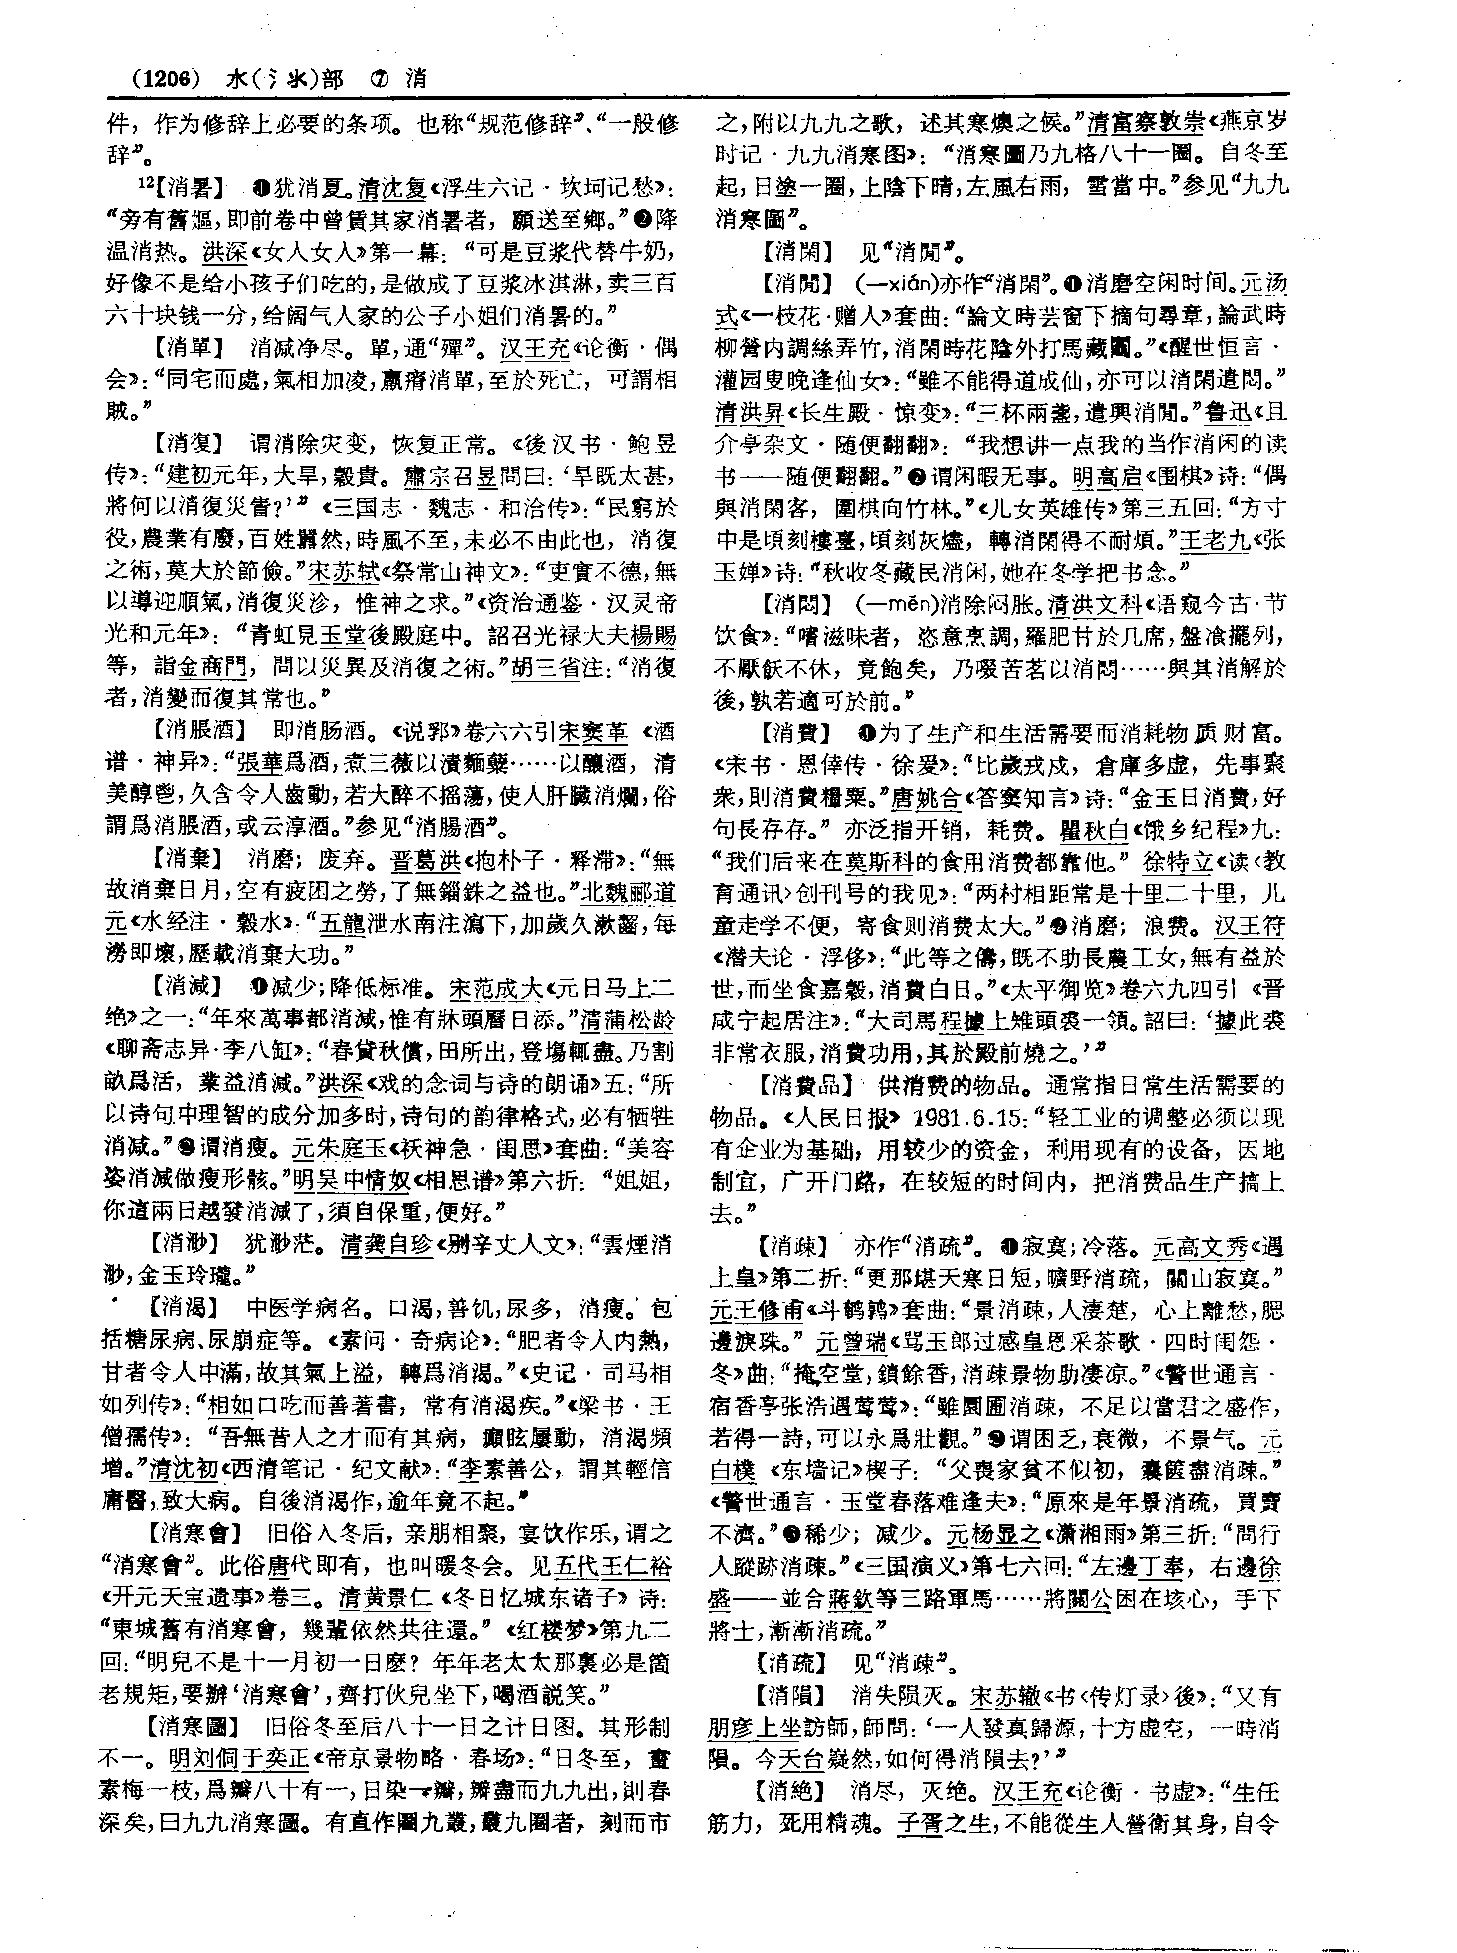 (1206) 水(氵氺)部 ⑦ 消
件，作为修辞上必要的条项。也称“规范修辞”、“一般修
辞”。
12【消暑】 ❶犹消夏。清沈复《浮生六记·坎坷记愁》：
“旁有舊嫗，即前卷中曾賃其家消暑者，願送至鄉。”❷降
温消热。洪深《女人女人》第一幕：“可是豆浆代替牛奶，
好像不是给小孩子们吃的，是做成了豆浆冰淇淋，卖三百
六十块钱一分，给阔气人家的公子小姐们消暑的。”
【消單】 消减净尽。單，通“殫”。汉王充《论衡·偶
会》：“同宅而處，氣相加凌，羸瘠消單，至於死亡，可謂相
賊。”
【消復】 谓消除灾变，恢复正常。《後汉书·鲍昱
传》：“建初元年，大旱，穀貴。肅宗召昱問曰：‘旱既太甚，
將何以消復災眚？’”《三国志·魏志·和洽传》：“民窮於
役，農業有廢，百姓囂然，時風不至，未必不由此也，消復
之術，莫大於節儉。”宋苏轼《祭常山神文》：“吏實不德，無
以導迎順氣，消復災沴，惟神之求。”《资治通鉴·汉灵帝
光和元年》：“青虹見玉堂後殿庭中。詔召光禄大夫楊賜
等，詣金商門，問以災異及消復之術。”胡三省注：“消復
者，消變而復其常也。”
【消脹酒】 即消肠酒。《说郛》卷六六引宋窦革《酒
谱·神异》：“張華爲酒，煮三薇以漬麵蘖……以釀酒，清
美醇鬯，久含令人齒動，若大醉不摇蕩，使人肝臟消爛，俗
謂爲消脹酒，或云淳酒。”参见“消腸酒”。
【消棄】 消磨；废弃。晋葛洪《抱朴子·释滞》：“無
故消棄日月，空有疲困之勞，了無錙銖之益也。”北魏郦道
元《水经注·穀水》：“五龍泄水南注瀉下，加歲久漱齧，每
澇即壞，歷載消棄大功。”
【消減】 ❶减少；降低标准。宋范成大《元日马上二
绝》之一：“年來萬事都消減，惟有牀頭曆日添。”清蒲松龄
《聊斋志异·李八缸》：“春貸秋償，田所出，登場輒盡。乃割
畝爲活，業益消減。”洪深《戏的念词与诗的朗诵》五：“所
以诗句中理智的成分加多时，诗句的韵律格式，必有牺牲
消减。”❷谓消瘦。元朱庭玉《袄神急·闺思》套曲：“美容
姿消減做瘦形骸。”明吴中情奴《相思谱》第六折：“姐姐，
你這兩日越發消減了，須自保重，便好。”
【消渺】 犹渺茫。清龚自珍《别辛丈人文》：“雲煙消
渺，金玉玲瓏。”
【消渴】 中医学病名。口渴，善饥，尿多，消瘦。包
括糖尿病、尿崩症等。《素问·奇病论》：“肥者令人内熱，
甘者令人中滿，故其氣上溢，轉爲消渴。”《史记·司马相
如列传》：“相如口吃而善著書，常有消渴疾。”《梁书·王
僧孺传》：“吾無昔人之才而有其病，癲眩屢動，消渴頻
增。”清沈初《西清笔记·纪文献》：“李素善公，謂其輕信
庸醫，致大病。自後消渴作，逾年竟不起。”
【消寒會】 旧俗入冬后，亲朋相聚，宴饮作乐，谓之
“消寒會”。此俗唐代即有，也叫暖冬会。见五代王仁裕
《开元天宝遗事》卷三。清黄景仁《冬日忆城东诸子》诗：
“東城舊有消寒會，幾輩依然共往還。”《红楼梦》第九二
回：“明兒不是十一月初一日麽？年年老太太那裏必是箇
老規矩，要辦‘消寒會’，齊打伙兒坐下，喝酒説笑。”
【消寒圖】 旧俗冬至后八十一日之计日图。其形制
不一。明刘侗于奕正《帝京景物略·春场》：“日冬至，畫
素梅一枝，爲瓣八十有一，日染一瓣，瓣盡而九九出，則春
深矣，曰九九消寒圖。有直作圈九叢，叢九圈者，刻而市
之，附以九九之歌，述其寒燠之候。”清富察敦崇《燕京岁
时记·九九消寒图》：“消寒圖乃九格八十一圈。自冬至
起，日塗一圈，上陰下晴，左風右雨，雪當中。”参见“九九
消寒圖”。
【消閑】 见“消閒”。
【消閒】 (—xián)亦作“消閑”。❶消磨空闲时间。元汤
式《一枝花·赠人》套曲：“論文時芸窗下摘句尋章，論武時
柳營内調絲弄竹，消閑時花陰外打馬藏鬮。”《醒世恒言·
灌园叟晚逢仙女》：“雖不能得道成仙，亦可以消閑遣悶。”
清洪昇《长生殿·惊变》：“三杯兩盞，遣興消閒。”鲁迅《且
介亭杂文·随便翻翻》：“我想讲一点我的当作消闲的读
书——随便翻翻。”❷谓闲暇无事。明高启《围棋》诗：“偶
與消閑客，圍棋向竹林。”《儿女英雄传》第三五回：“方寸
中是頃刻樓臺，頃刻灰燼，轉消閑得不耐煩。”王老九《张
玉婵》诗：“秋收冬藏民消闲，她在冬学把书念。”
【消悶】 (—mèn)消除闷胀。清洪文科《语窥今古·节
饮食》：“嗜滋味者，恣意烹調，羅肥甘於几席，盤飡擺列，
不厭飫不休，竟飽矣，乃啜苦茗以消悶……與其消解於
後，孰若適可於前。”
【消費】 ❶为了生产和生活需要而消耗物质财富。
《宋书·恩倖传·徐爰》：“比歲戎戍，倉庫多虚，先事聚
衆，則消費糧粟。”唐姚合《答窦知言》诗：“金玉日消費，好
句長存存。”亦泛指开销，耗费。瞿秋白《饿乡纪程》九：
“我们后来在莫斯科的食用消费都靠他。”徐特立《读〈教
育通讯〉创刊号的我见》：“两村相距常是十里二十里，儿
童走学不便，寄食则消费太大。”❷消磨；浪费。汉王符
《潜夫论·浮侈》：“此等之儔，既不助長農工女，無有益於
世，而坐食嘉穀，消費白日。”《太平御览》卷六九四引《晋
咸宁起居注》：“大司馬程據上雉頭裘一領。詔曰：‘據此裘
非常衣服，消費功用，其於殿前燒之。’”
【消費品】 供消费的物品。通常指日常生活需要的
物品。《人民日报》1981.6.15：“轻工业的调整必须以现
有企业为基础，用较少的资金，利用现有的设备，因地
制宜，广开门路，在较短的时间内，把消费品生产搞上
去。”
【消疎】 亦作“消疏”。❶寂寞；冷落。元高文秀《遇
上皇》第二折：“更那堪天寒日短，曠野消疏，關山寂寞。”
元王修甫《斗鹌鹑》套曲：“景消疎，人凄楚，心上離愁，腮
邊淚珠。”元曾瑞《骂玉郎过感皇恩采茶歌·四时闺怨·
冬》曲：“掩空堂，鎖餘香，消疎景物助凄凉。”《警世通言·
宿香亭张浩遇莺莺》：“雖園圃消疎，不足以當君之盛作，
若得一詩，可以永爲壯觀。”❷谓困乏，衰微，不景气。元
白樸《东墙记》楔子：“父喪家貧不似初，囊篋盡消疎。”
《警世通言·玉堂春落难逢夫》：“原來是年景消疏，買賣
不濟。”❸稀少；减少。元杨显之《潇湘雨》第三折：“問行
人蹤跡消疎。”《三国演义》第七六回：“左邊丁奉，右邊徐
盛——並合蔣欽等三路軍馬……將關公困在垓心，手下
將士，漸漸消疏。”
【消疏】 见“消疎”。
【消隕】 消失陨灭。宋苏辙《书〈传灯录〉後》：“又有
朋彦上坐訪師，師問：‘一人發真歸源，十方虚空，一時消
隕。今天台嶷然，如何得消隕去？’”
【消絶】 消尽，灭绝。汉王充《论衡·书虚》：“生任
筋力，死用精魂。子胥之生，不能從生人營衛其身，自令